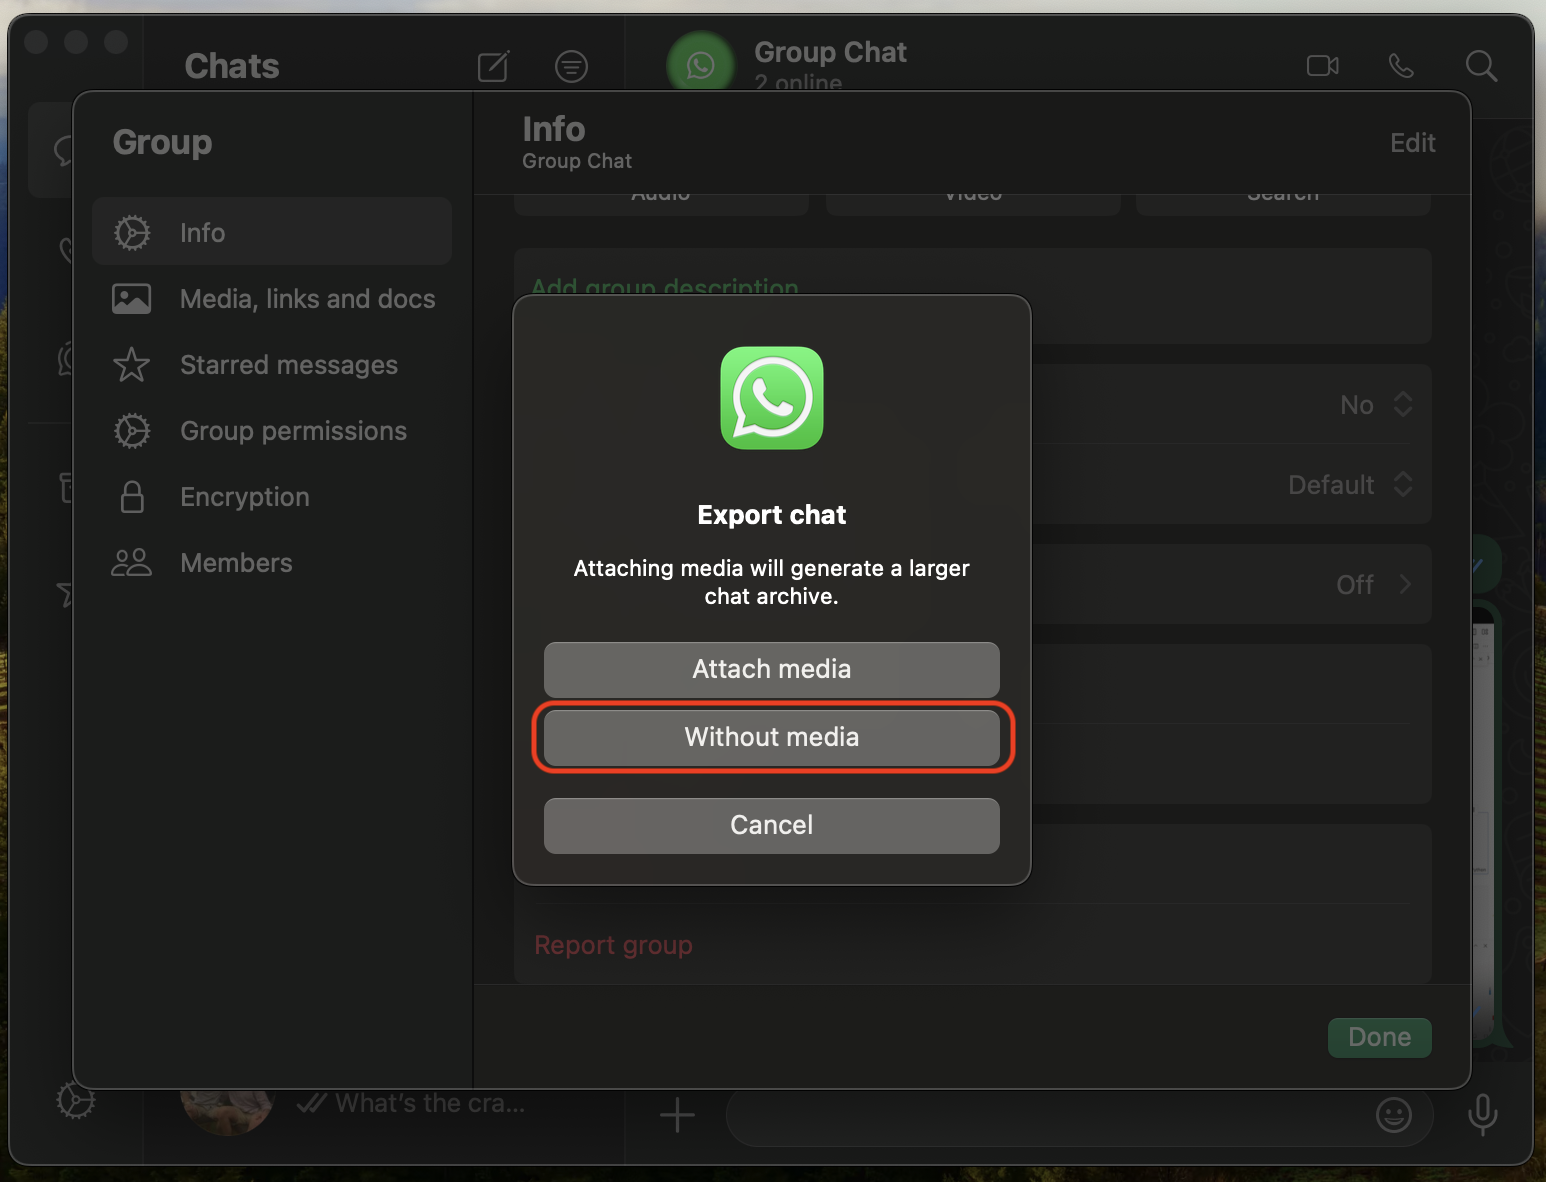 Chats
Group Chat
2 online
Group
Info
Group Chat
Edit
Info
Media, links and docs
Starred messages
Group permissions
Encryption
Members
Audio
Video
Search
Add group description
No
Default
Off
Export chat
Attaching media will generate a larger
chat archive.
Attach media
Without media
Cancel
Report group
Done
What's the cra...